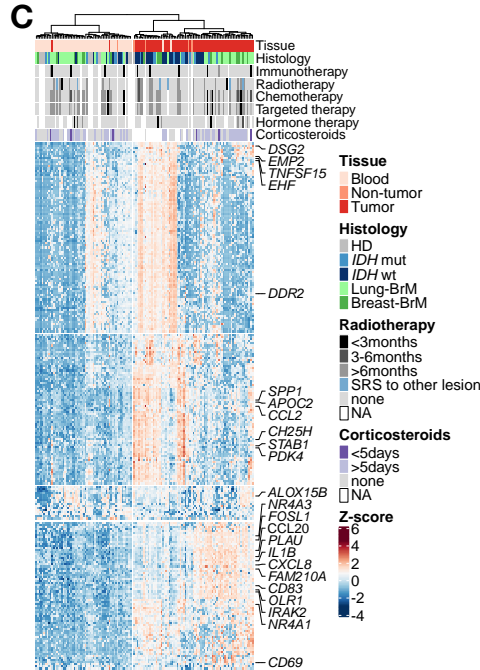 C
Tissue
Histology
Immunotherapy
Radiotherapy
Chemotherapy
Targeted therapy
Hormone therapy
Corticosteroids
DSG2
EMP2
TNFSF15
EHF
DDR2
SPP1
APOC2
CCL2
CH25H
STAB1
PDK4
ALOX15B
NR4A3
FOSL1
CCL20
PLAU
IL1B
CXCL8
FAM210A
CD83
OLR1
IRAK2
NR4A1
CD69
Tissue
Blood
Non-tumor
Tumor
Histology
HD
IDH mut
IDH wt
Lung-BrM
Breast-BrM
Radiotherapy
<3months
3-6months
>6months
SRS to other lesion
none
NA
Corticosteroids
<5days
>5days
none
NA
Z-score
6
4
2
0
-2
-4